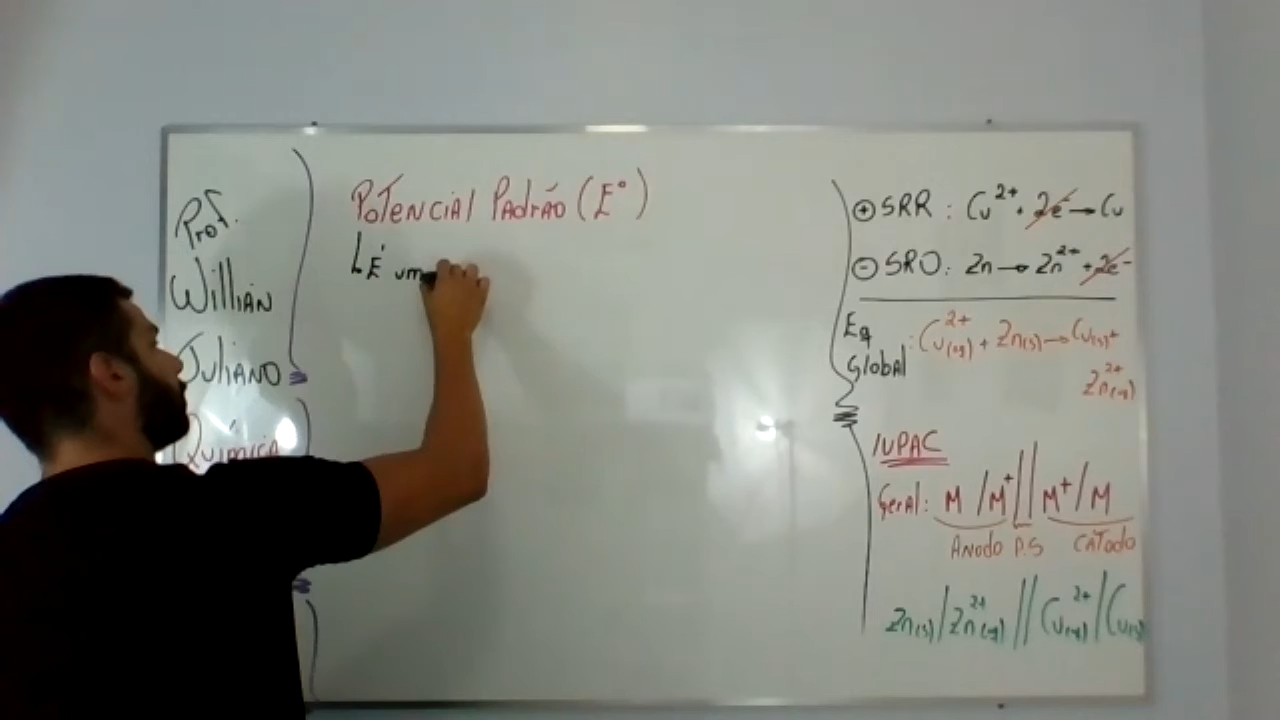 Prof.
Willian
Juliano
Química
Potencial Padrão (E°)
É um
⊕ SRR : Cu²⁺ + 2e⁻ → Cu
⊖ SRO : Zn → Zn²⁺ + 2e⁻
Eq
Global : Cu²⁺(aq) + Zn(s) → Cu(s) +
Zn²⁺(aq)
IUPAC
Geral: M / M⁺ // M⁺ / M
Anodo P.S Catodo
Zn(s) / Zn²⁺(aq) // Cu²⁺(aq) / Cu(s)